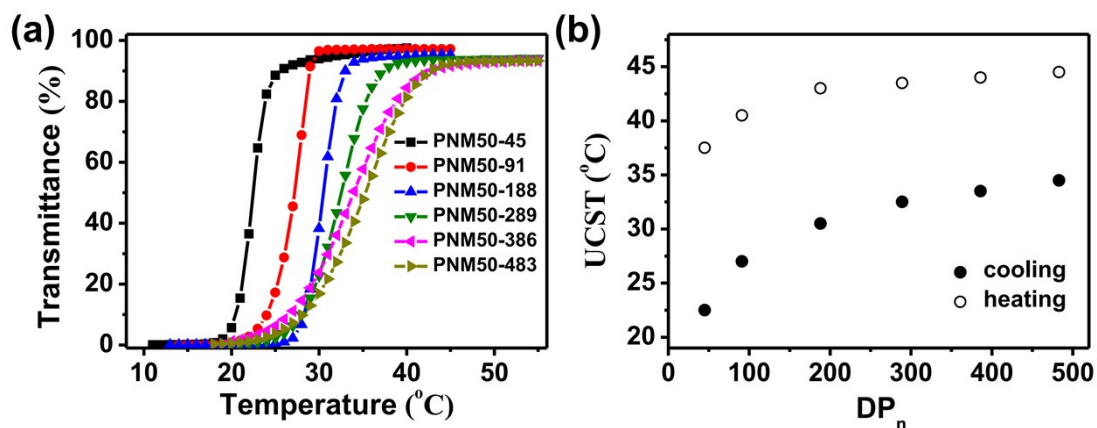 (a)
100
80
60
40
20
0
Transmittance (%)
10 20 30 40 50
Temperature (°C)
PNM50-45
PNM50-91
PNM50-188
PNM50-289
PNM50-386
PNM50-483
(b)
45
40
35
30
25
20
UCST (°C)
0 100 200 300 400 500
DPn
cooling
heating